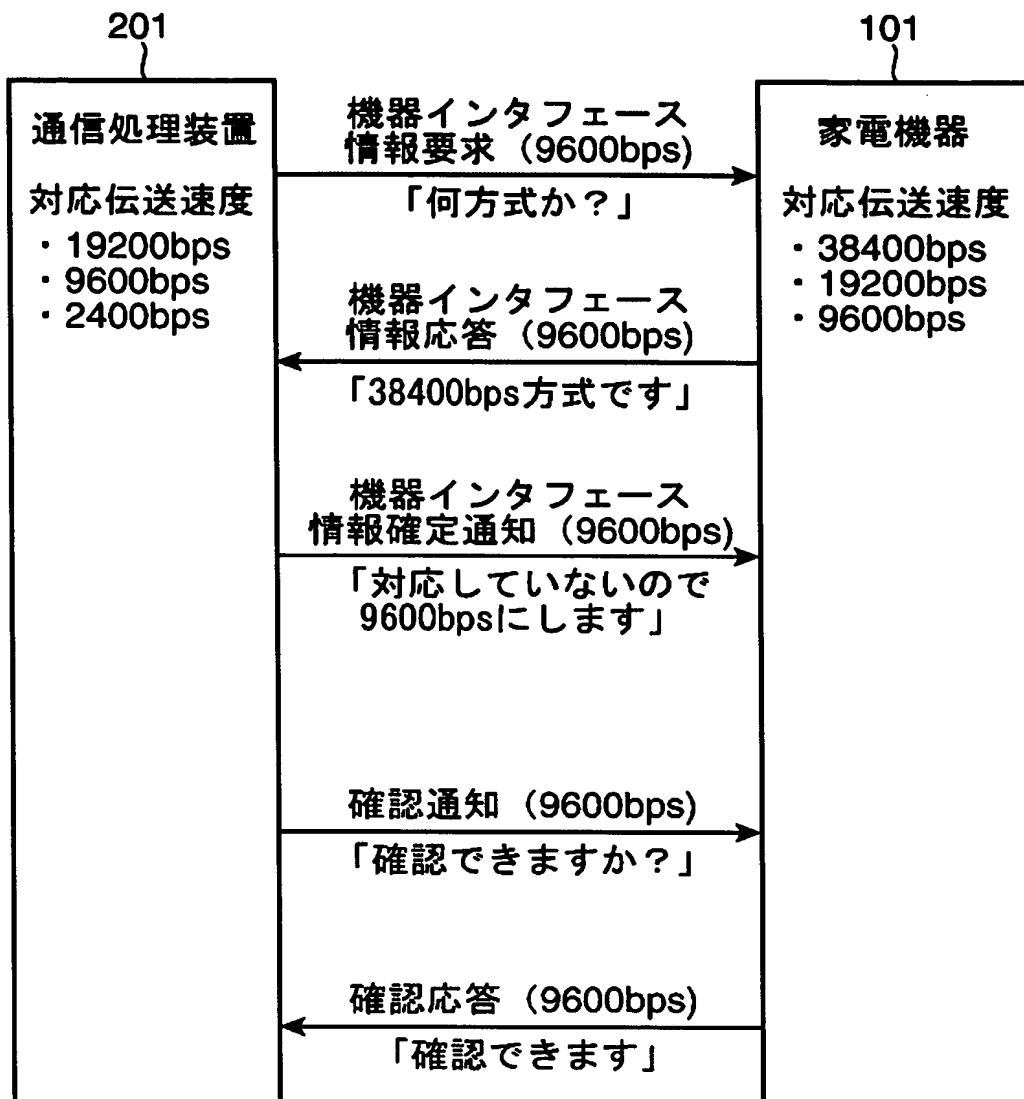 201
101
通信処理装置
対応伝送速度
・19200bps
・9600bps
・2400bps
家電機器
対応伝送速度
・38400bps
・19200bps
・9600bps
機器インタフェース
情報要求（9600bps)
「何方式か？」
機器インタフェース
情報応答（9600bps)
「38400bps方式です」
機器インタフェース
情報確定通知（9600bps)
「対応していないので
9600bpsにします」
確認通知（9600bps)
「確認できますか？」
確認応答（9600bps)
「確認できます」